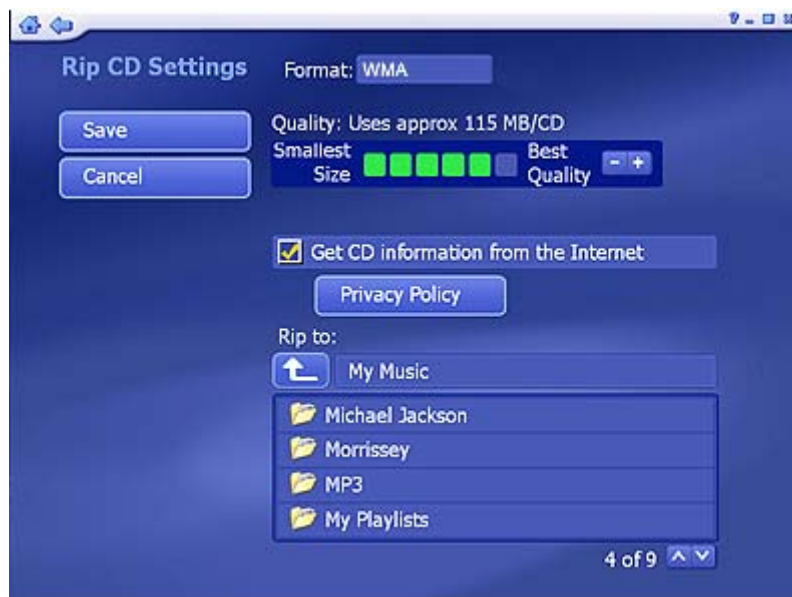 Rip CD Settings
Format: WMA
Save
Cancel
Quality: Uses approx 115 MB/CD
Smallest Size
Best Quality
- +
Get CD information from the Internet
Privacy Policy
Rip to:
My Music
Michael Jackson
Morrissey
MP3
My Playlists
4 of 9